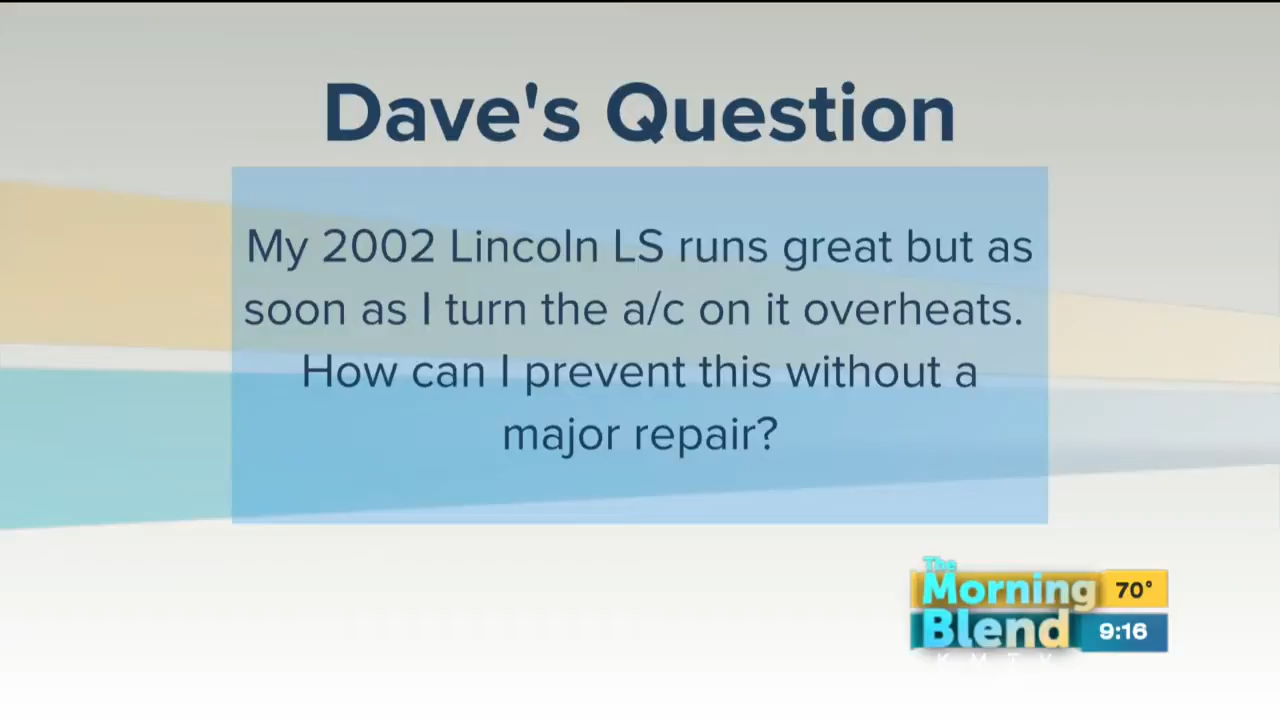 Dave's Question
My 2002 Lincoln LS runs great but as
soon as I turn the a/c on it overheats.
How can I prevent this without a
major repair?
The
Morning 70°
Blend 9:16
K M T V